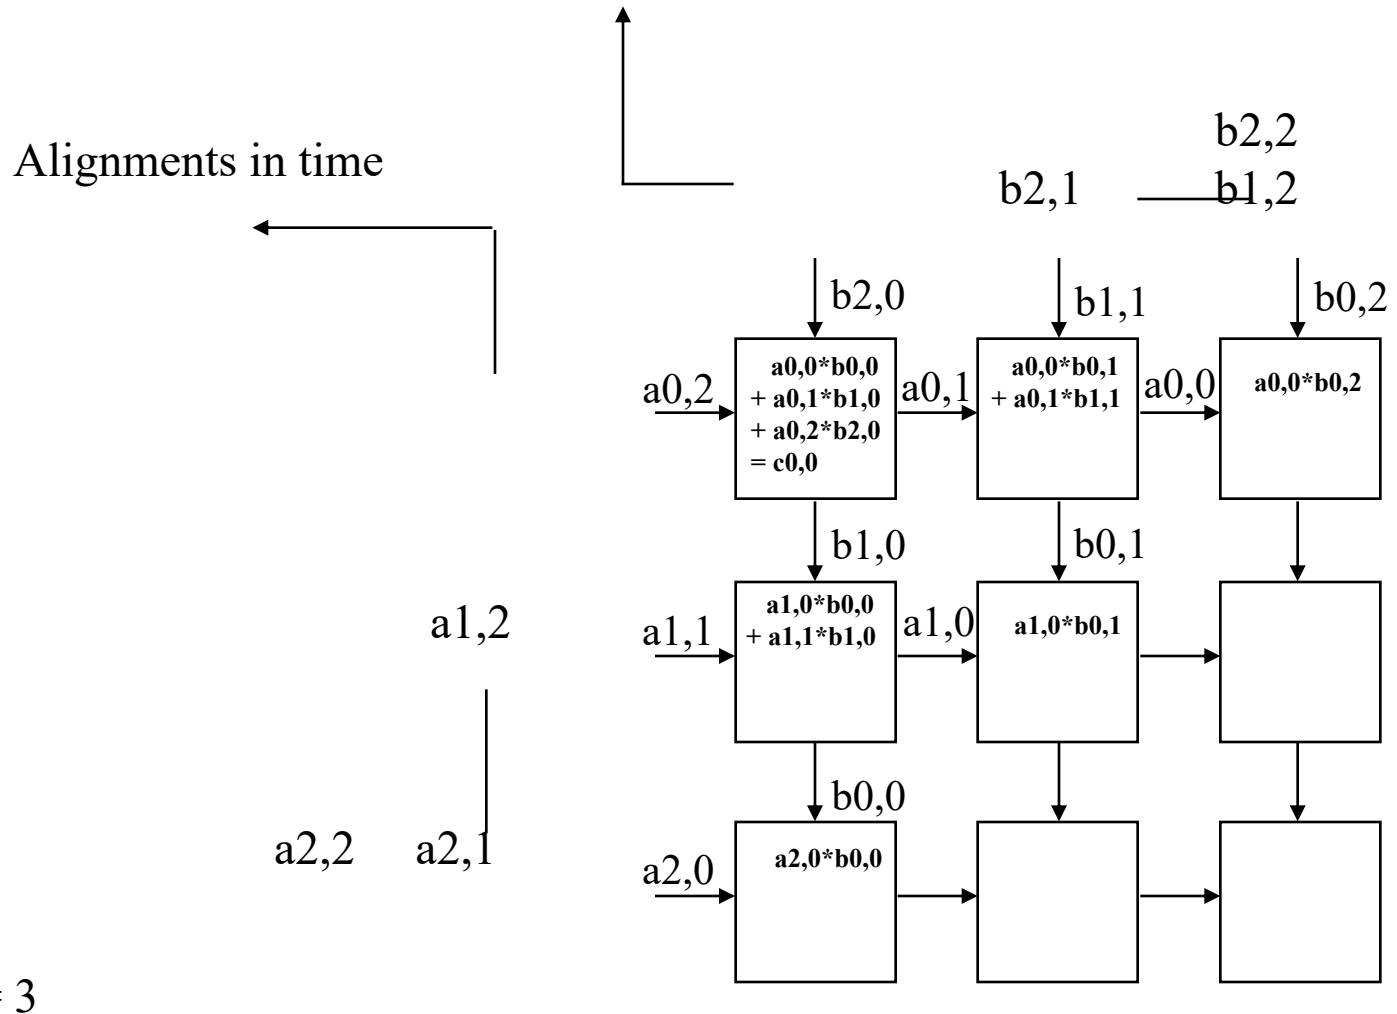 b2,2
Alignments in time
b2,1 b1,2
b2,0 b1,1 b0,2
a0,2 a0,1 a0,0
a0,0*b0,0
+ a0,1*b1,0
+ a0,2*b2,0
= c0,0
a0,0*b0,1
+ a0,1*b1,1
a0,0*b0,2
b1,0 b0,1
a1,2 a1,1 a1,0
a1,0*b0,0
+ a1,1*b1,0
a1,0*b0,1
b0,0
a2,2 a2,1 a2,0
a2,0*b0,0
3